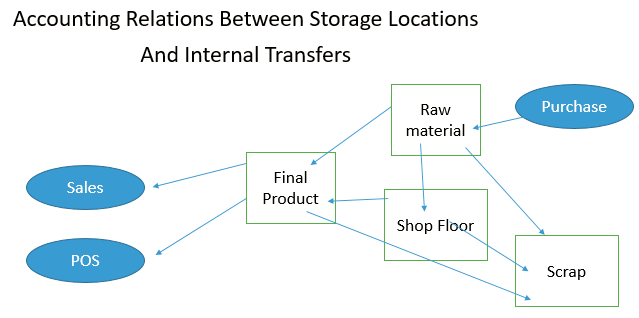 Accounting Relations Between Storage Locations
And Internal Transfers
Raw
material
Purchase
Final
Product
Sales
Shop Floor
POS
Scrap